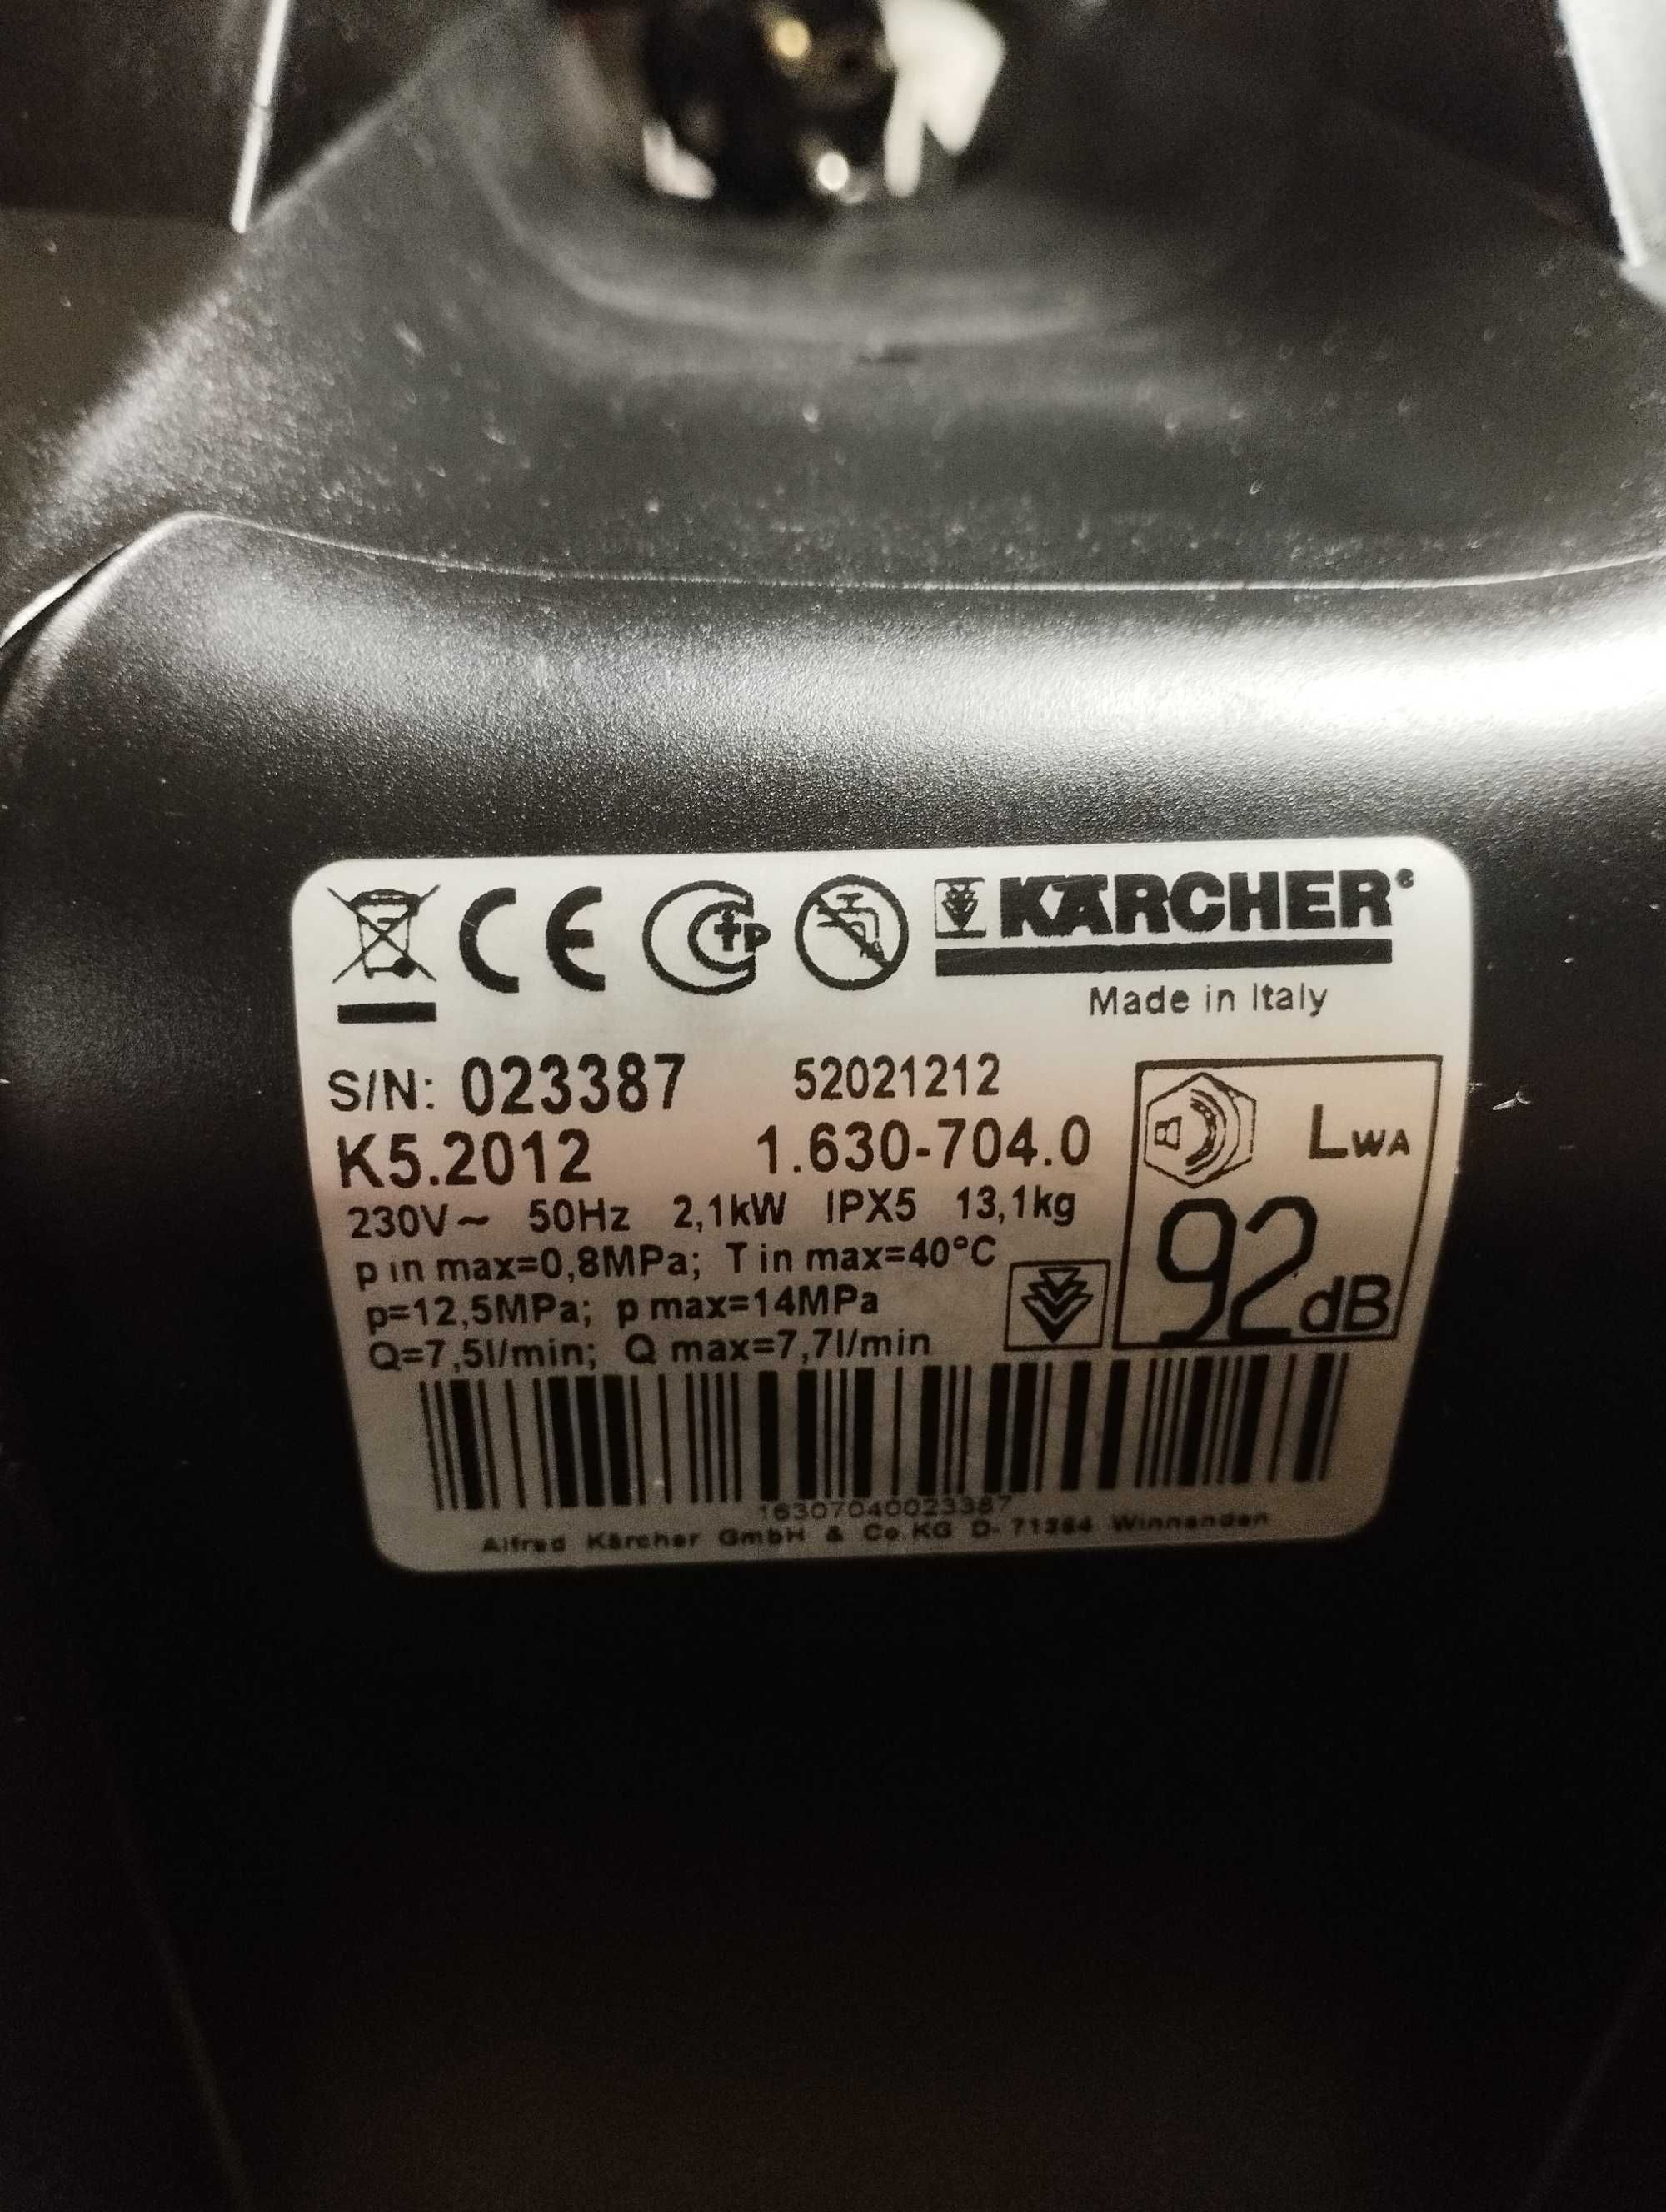 CE
KÄRCHER
Made in Italy
S/N: 023387 52021212
K5.2012 1.630-704.0
230V~ 50Hz 2,1kW IPX5 13,1kg
p in max=0,8MPa; T in max=40°C
p=12,5MPa; p max=14MPa
Q=7,5l/min; Q max=7,7l/min
LWA
92dB
16307040023387
Alfred Kärcher GmbH & Co KG D- 71364 Winnenden